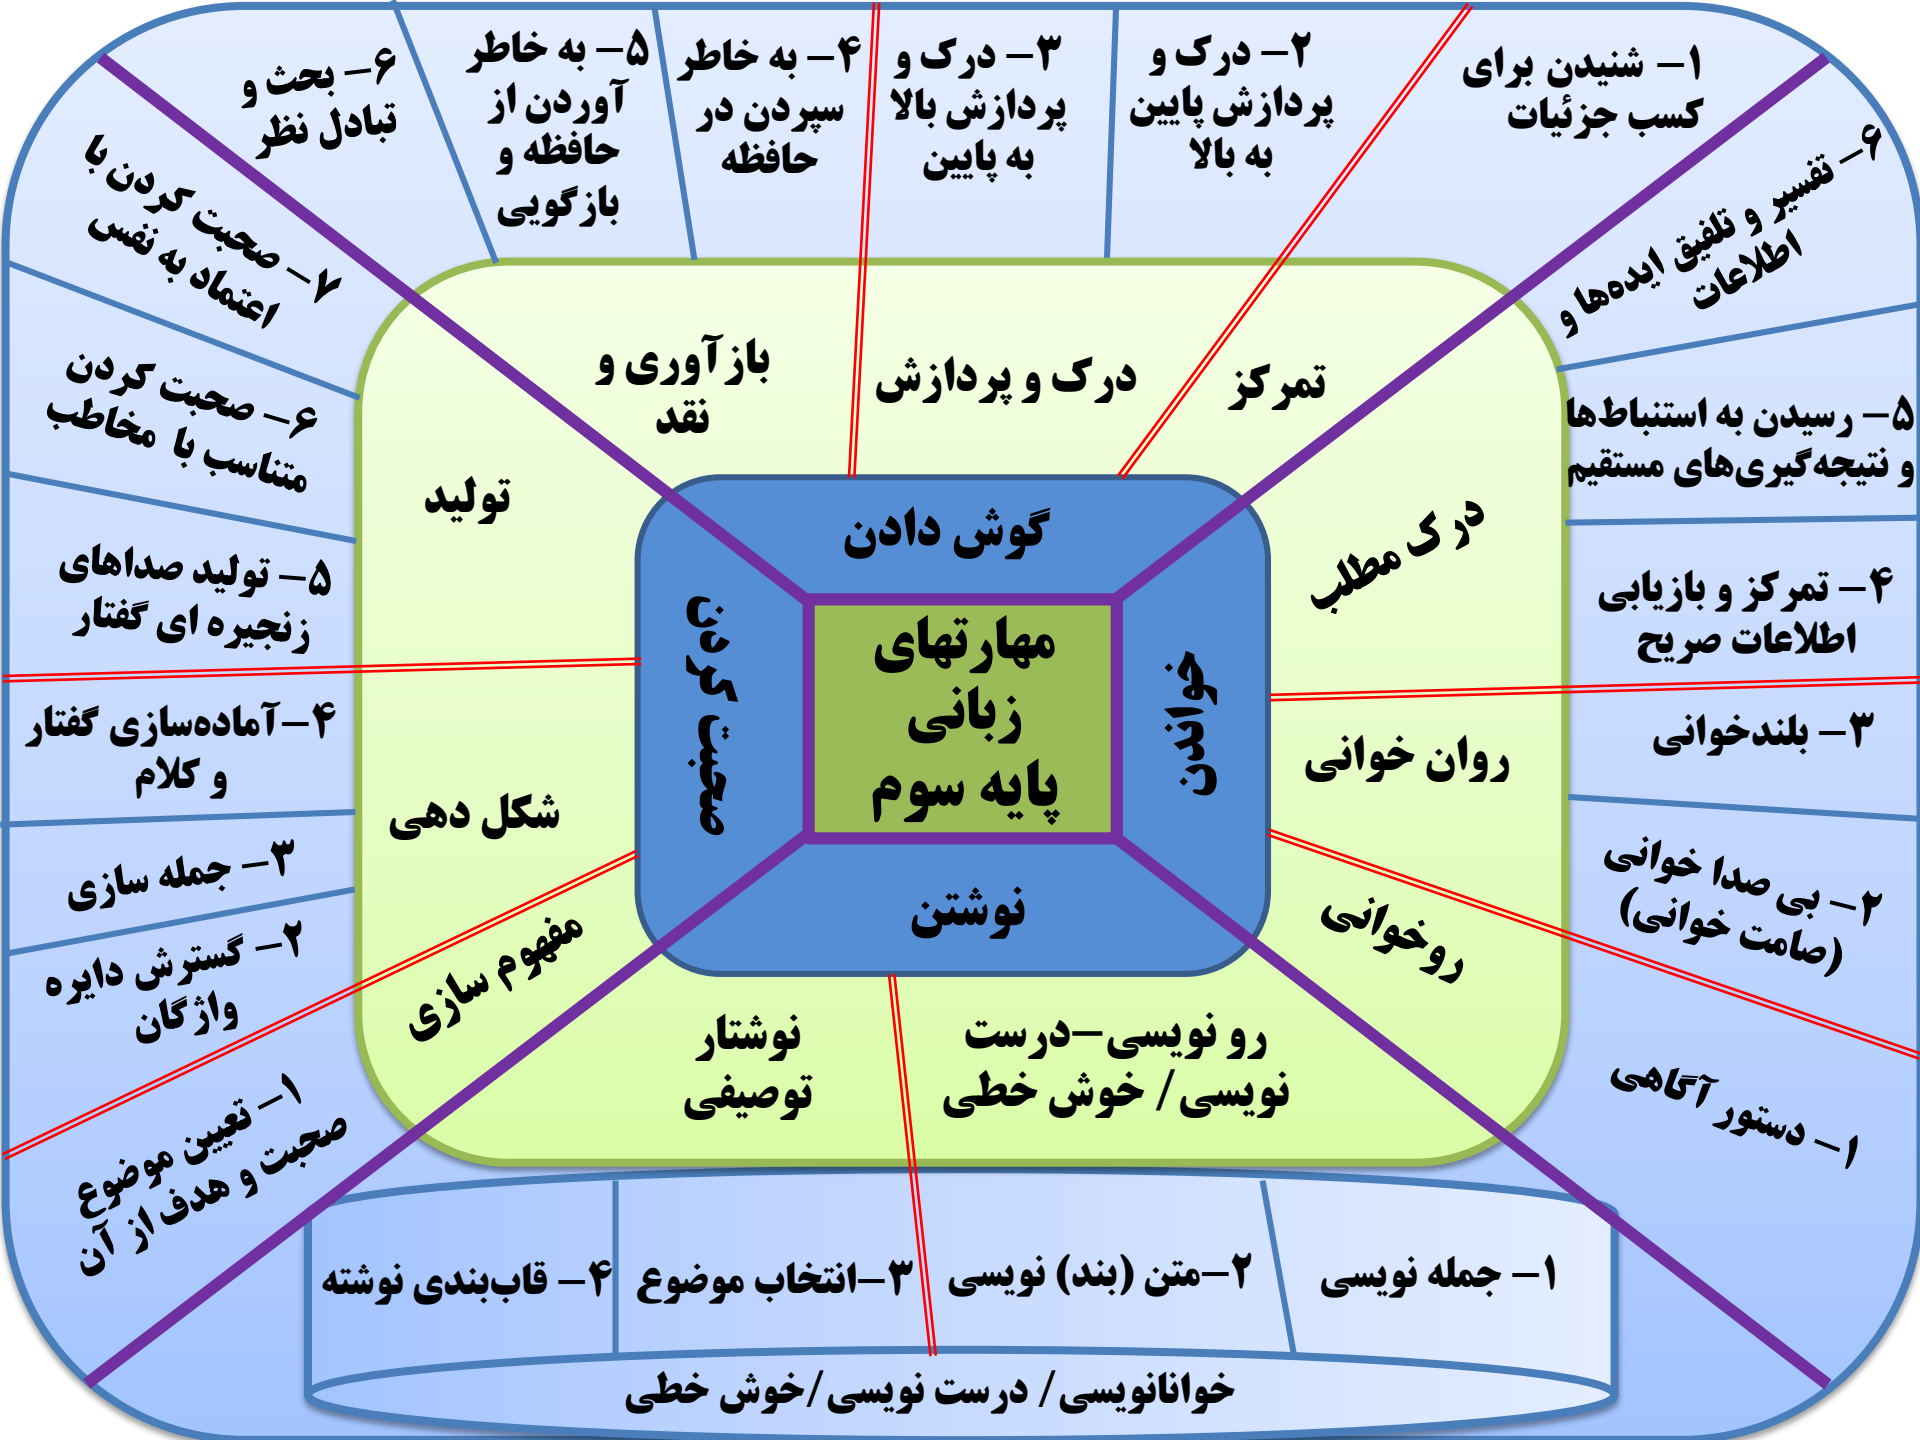 مهارتهای
زبانی
پایه سوم
گوش دادن
خواندن
نوشتن
صحبت کردن
تمرکز
درک و پردازش
بازآوری و
نقد
۱- شنیدن برای
کسب جزئیات
۲- درک و
پردازش پایین
به بالا
۳- درک و
پردازش بالا
به پایین
۴- به خاطر
سپردن در
حافظه
۵- به خاطر
آوردن از
حافظه و
بازگویی
۶- بحث و
تبادل نظر
درک مطلب
روان خوانی
روخوانی
۶- تفسیر و تلفیق ایده‌ها و
اطلاعات
۵- رسیدن به استنباط‌ها
و نتیجه‌گیری‌های مستقیم
۴- تمرکز و بازیابی
اطلاعات صریح
۳- بلندخوانی
۲- بی صدا خوانی
(صامت خوانی)
۱- دستور آگاهی
تولید
شکل دهی
مفهوم سازی
۷- صحبت کردن با
اعتماد به نفس
۶- صحبت کردن
متناسب با مخاطب
۵- تولید صداهای
زنجیره ای گفتار
۴-آماده‌سازی گفتار
و کلام
۳- جمله سازی
۲- گسترش دایره
واژگان
۱- تعیین موضوع
صحبت و هدف از آن
رو نویسی-درست
نویسی/ خوش خطی
نوشتار
توصیفی
۱- جمله نویسی
۲-متن (بند) نویسی
۳-انتخاب موضوع
۴- قاب‌بندی نوشته
خوانانویسی/ درست نویسی/خوش خطی